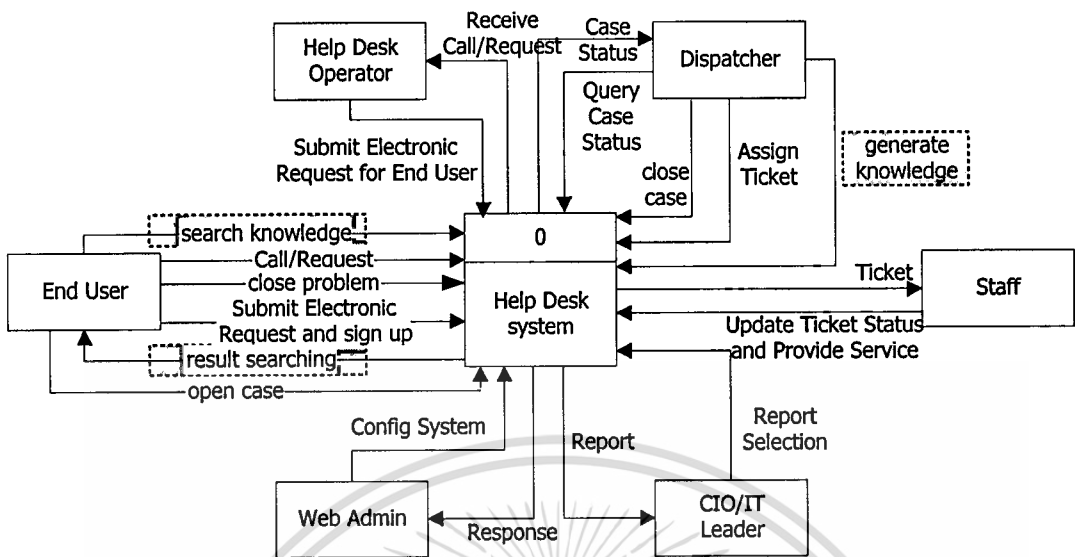 Help Desk
Operator
Receive
Call/Request
Case
Status
Dispatcher
Query
Case
Status
Submit Electronic
Request for End User
close
case
Assign
Ticket
generate
knowledge
search knowledge
0
Call/Request
End User
close problem
Submit Electronic
Request and sign up
result searching
open case
Help Desk
system
Ticket
Staff
Update Ticket Status
and Provide Service
Config System
Report
Report
Selection
Web Admin
Response
CIO/IT
Leader